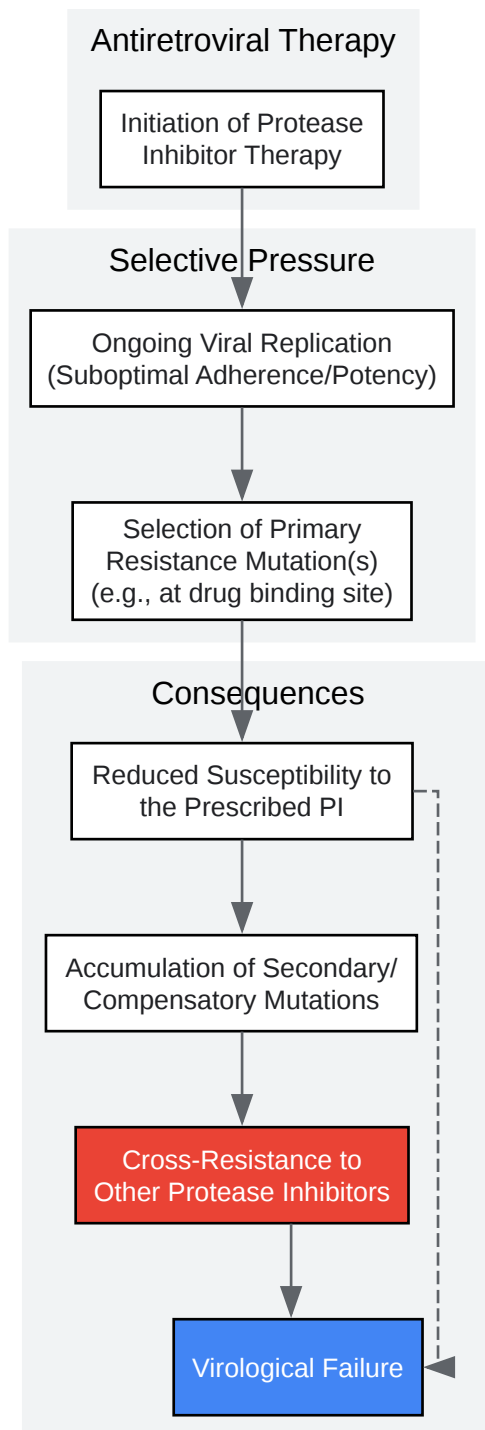 Antiretroviral Therapy
Initiation of Protease
Inhibitor Therapy
Selective Pressure
Ongoing Viral Replication
(Suboptimal Adherence/Potency)
Selection of Primary
Resistance Mutation(s)
(e.g., at drug binding site)
Consequences
Reduced Susceptibility to
the Prescribed PI
Accumulation of Secondary/
Compensatory Mutations
Cross-Resistance to
Other Protease Inhibitors
Virological Failure